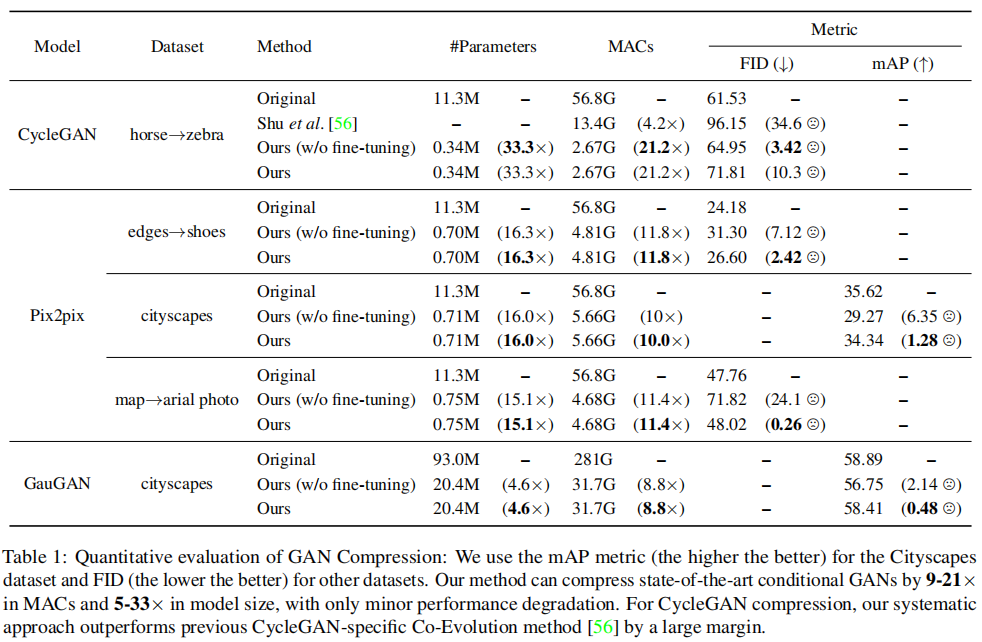 Model Dataset Method #Parameters MACs Metric
FID (↓) mAP (↑)
CycleGAN horse→zebra
Original 11.3M – 56.8G – 61.53 – –
Shu et al. [56] – – 13.4G (4.2×) 96.15 (34.6 ☹) –
Ours (w/o fine-tuning) 0.34M (33.3×) 2.67G (21.2×) 64.95 (3.42 ☹) –
Ours 0.34M (33.3×) 2.67G (21.2×) 71.81 (10.3 ☹) –
Pix2pix
edges→shoes
Original 11.3M – 56.8G – 24.18 – –
Ours (w/o fine-tuning) 0.70M (16.3×) 4.81G (11.8×) 31.30 (7.12 ☹) –
Ours 0.70M (16.3×) 4.81G (11.8×) 26.60 (2.42 ☹) –
cityscapes
Original 11.3M – 56.8G – – 35.62 –
Ours (w/o fine-tuning) 0.71M (16.0×) 5.66G (10×) – 29.27 (6.35 ☹)
Ours 0.71M (16.0×) 5.66G (10.0×) – 34.34 (1.28 ☹)
map→arial photo
Original 11.3M – 56.8G – 47.76 – –
Ours (w/o fine-tuning) 0.75M (15.1×) 4.68G (11.4×) 71.82 (24.1 ☹) –
Ours 0.75M (15.1×) 4.68G (11.4×) 48.02 (0.26 ☹) –
GauGAN cityscapes
Original 93.0M – 281G – – 58.89 –
Ours (w/o fine-tuning) 20.4M (4.6×) 31.7G (8.8×) – 56.75 (2.14 ☹)
Ours 20.4M (4.6×) 31.7G (8.8×) – 58.41 (0.48 ☹)
Table 1: Quantitative evaluation of GAN Compression: We use the mAP metric (the higher the better) for the Cityscapes
dataset and FID (the lower the better) for other datasets. Our method can compress state-of-the-art conditional GANs by 9-21×
in MACs and 5-33× in model size, with only minor performance degradation. For CycleGAN compression, our systematic
approach outperforms previous CycleGAN-specific Co-Evolution method [56] by a large margin.